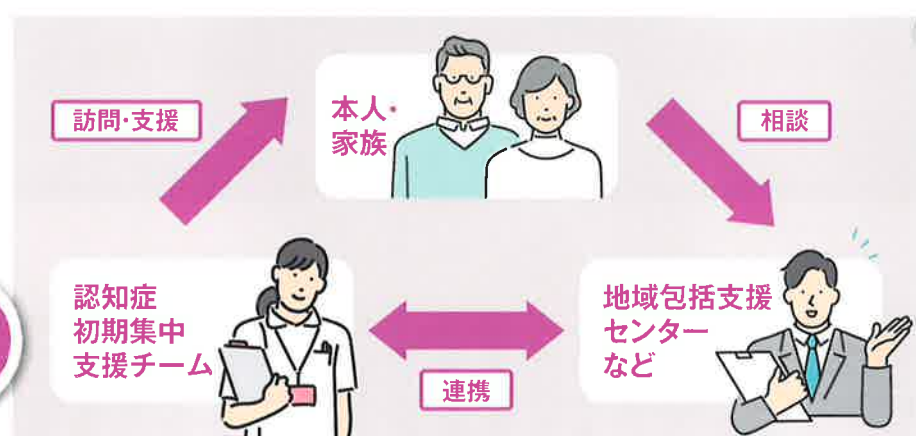 本人・
家族
訪問・支援
相談
認知症
初期集中
支援チーム
連携
地域包括支援
センター
など